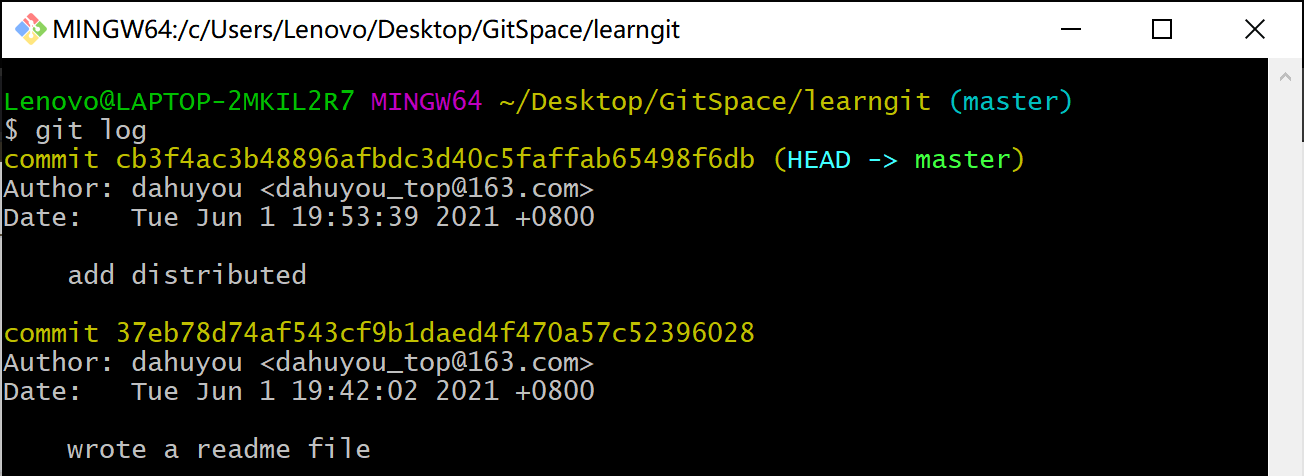 MINGW64:/c/Users/Lenovo/Desktop/GitSpace/learngit
Lenovo@LAPTOP-2MKIL2R7 MINGW64 ~/Desktop/GitSpace/learngit (master)
$ git log
commit cb3f4ac3b48896afbdc3d40c5faffab65498f6db (HEAD -> master)
Author: dahuyou <dahuyou_top@163.com>
Date:   Tue Jun 1 19:53:39 2021 +0800
    add distributed
commit 37eb78d74af543cf9b1daed4f470a57c52396028
Author: dahuyou <dahuyou_top@163.com>
Date:   Tue Jun 1 19:42:02 2021 +0800
    wrote a readme file